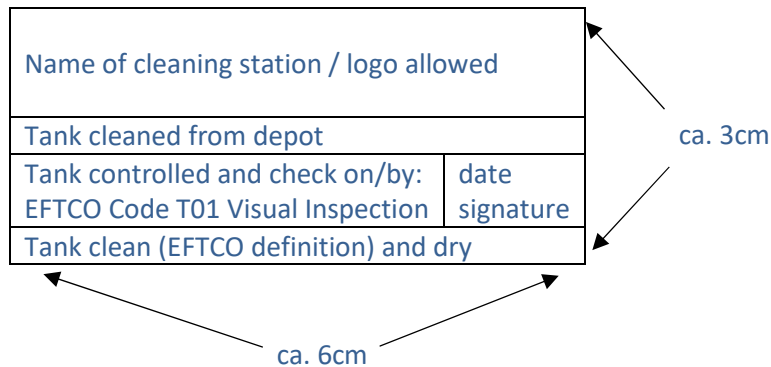 Name of cleaning station / logo allowed
Tank cleaned from depot
Tank controlled and check on/by: date
EFTCO Code T01 Visual Inspection signature
Tank clean (EFTCO definition) and dry
ca. 3cm
ca. 6cm